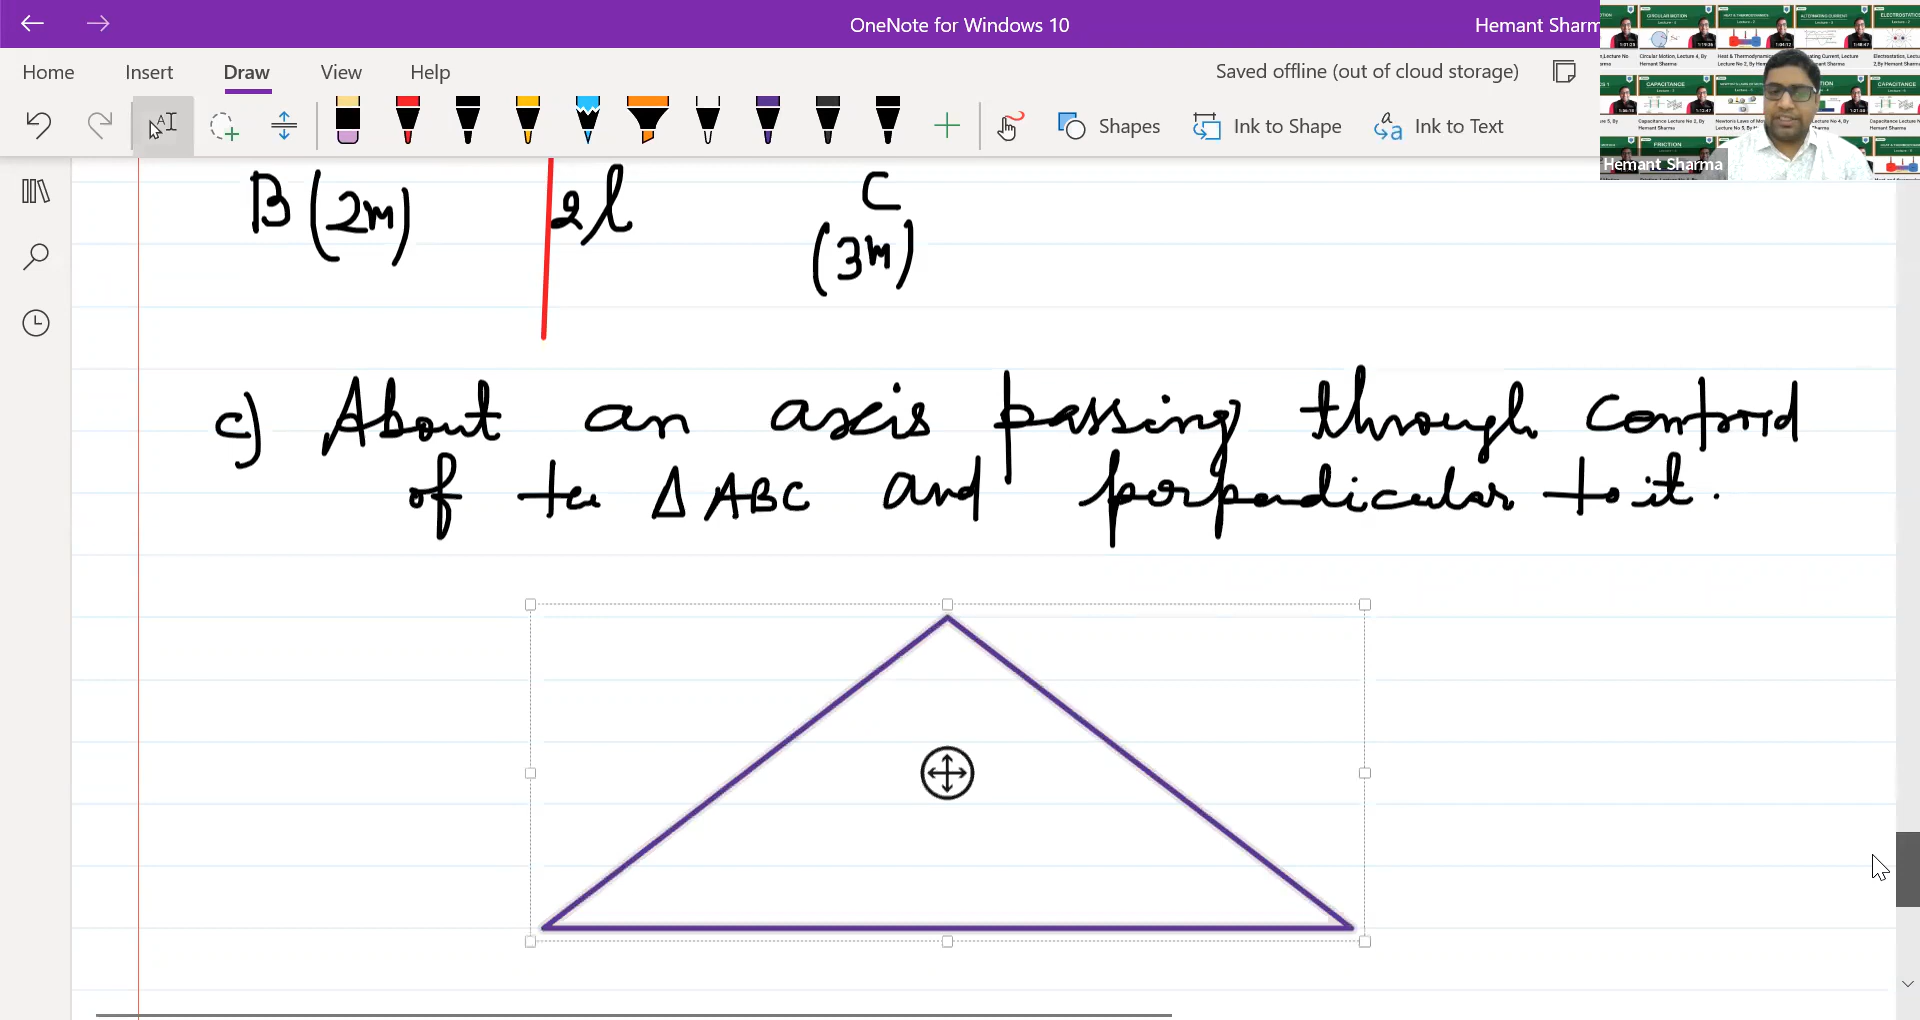 OneNote for Windows 10
Hemant Sharm
Home Insert Draw View Help
Saved offline (out of cloud storage)
Shapes Ink to Shape Ink to Text
Hemant Sharma
B (2m) 2l C
(3m)
c) About an axis passing through centroid
of the Δ ABC and perpendicular to it.